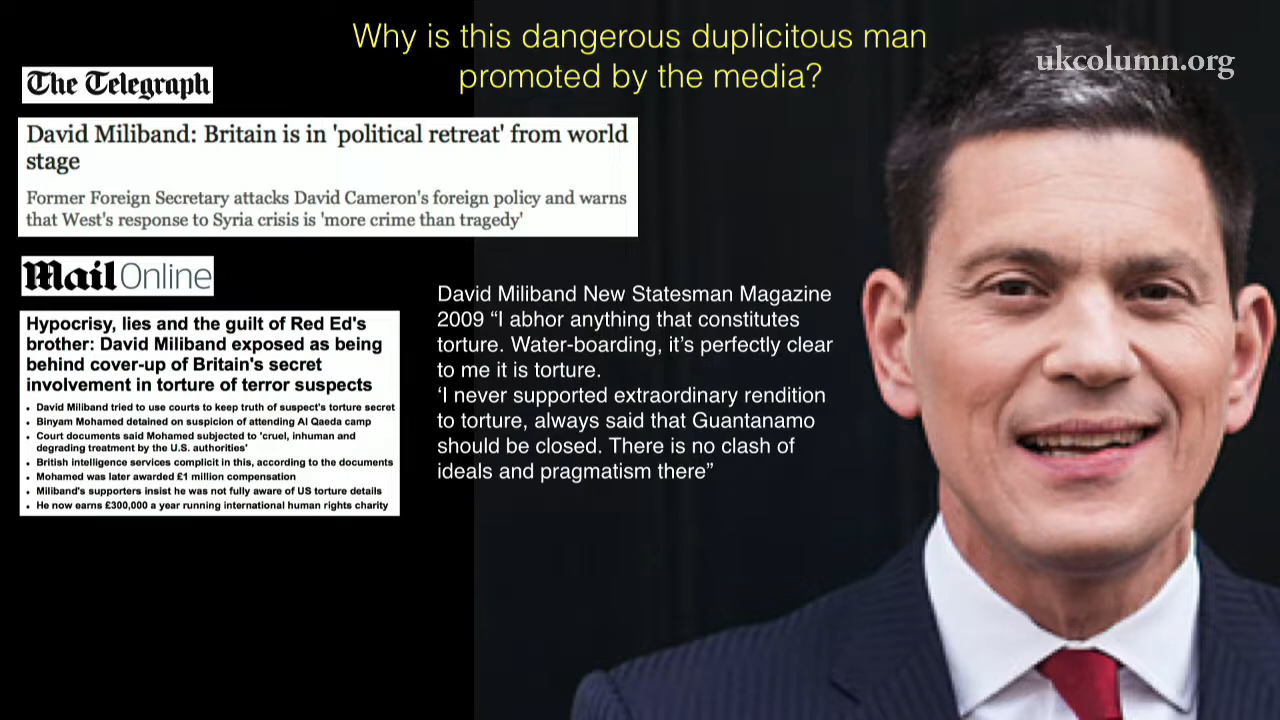 Why is this dangerous duplicitous man
promoted by the media?
ukcolumn.org
The Telegraph
David Miliband: Britain is in 'political retreat' from world
stage
Former Foreign Secretary attacks David Cameron's foreign policy and warns
that West's response to Syria crisis is 'more crime than tragedy'
Mail Online
Hypocrisy, lies and the guilt of Red Ed's
brother: David Miliband exposed as being
behind cover-up of Britain's secret
involvement in torture of terror suspects
• David Miliband tried to use courts to keep truth of suspect's torture secret
• Binyam Mohamed detained on suspicion of attending Al Qaeda camp
• Court documents said Mohamed subjected to 'cruel, inhuman and
degrading treatment by the U.S. authorities'
• British intelligence services complicit in this, according to the documents
• Mohamed was later awarded £1 million compensation
• Miliband's supporters insist he was not fully aware of US torture details
• He now earns £300,000 a year running international human rights charity
David Miliband New Statesman Magazine
2009 “I abhor anything that constitutes
torture. Water-boarding, it’s perfectly clear
to me it is torture.
‘I never supported extraordinary rendition
to torture, always said that Guantanamo
should be closed. There is no clash of
ideals and pragmatism there”